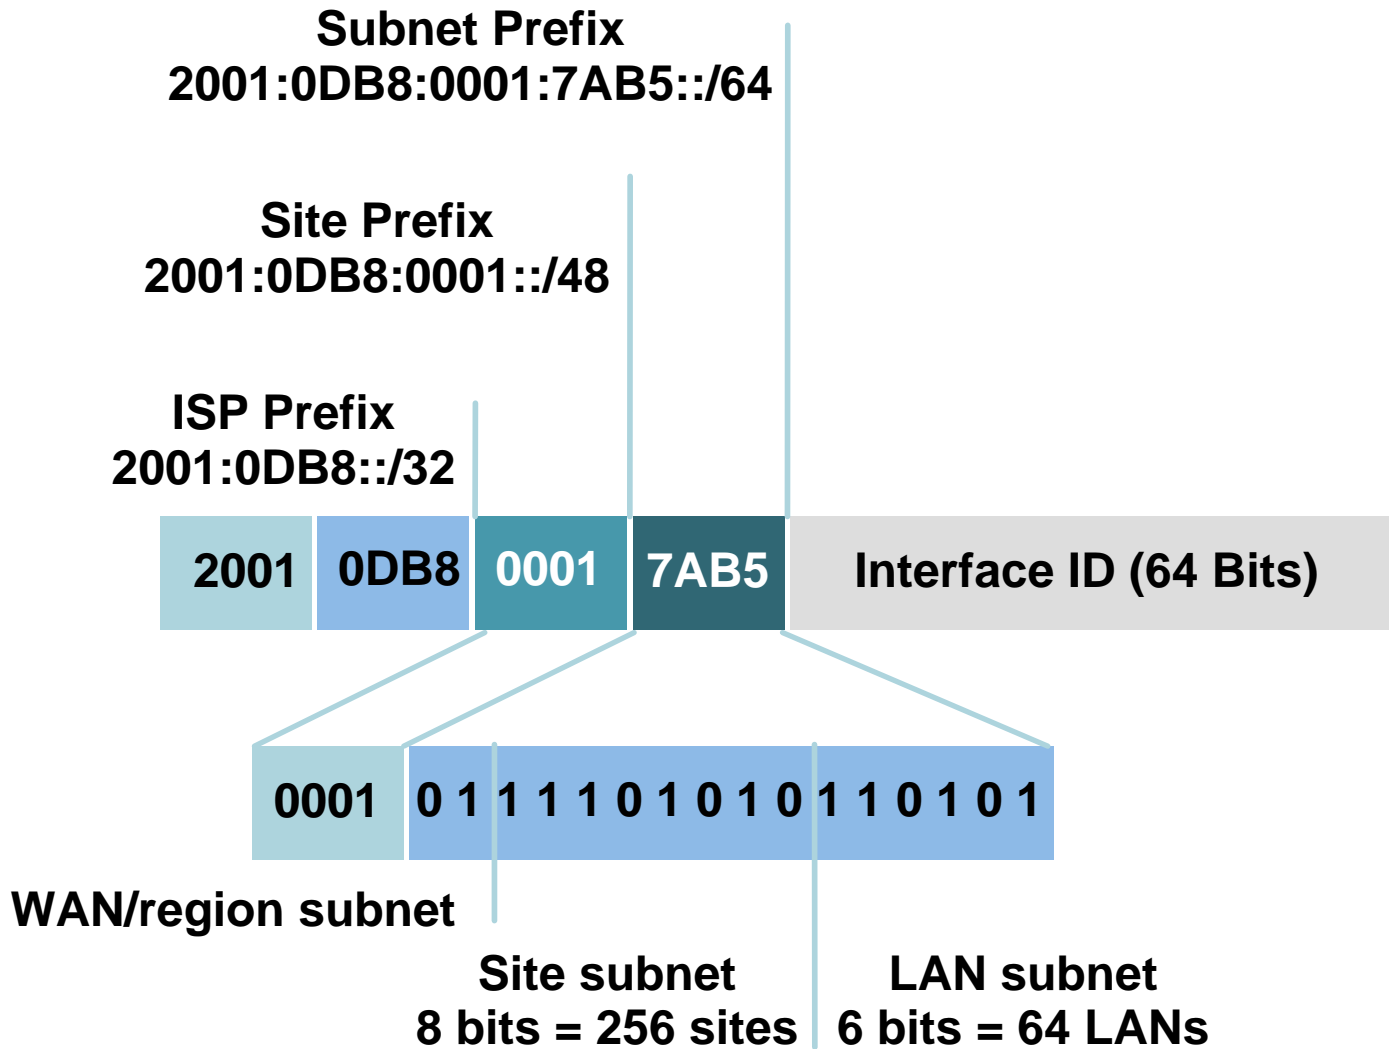 Subnet Prefix
2001:0DB8:0001:7AB5::/64
Site Prefix
2001:0DB8:0001::/48
ISP Prefix
2001:0DB8::/32
2001 0DB8 0001 7AB5 Interface ID (64 Bits)
0001 0 1 1 1 1 0 1 0 1 0 1 1 0 1 0 1
WAN/region subnet
Site subnet LAN subnet
8 bits = 256 sites 6 bits = 64 LANs